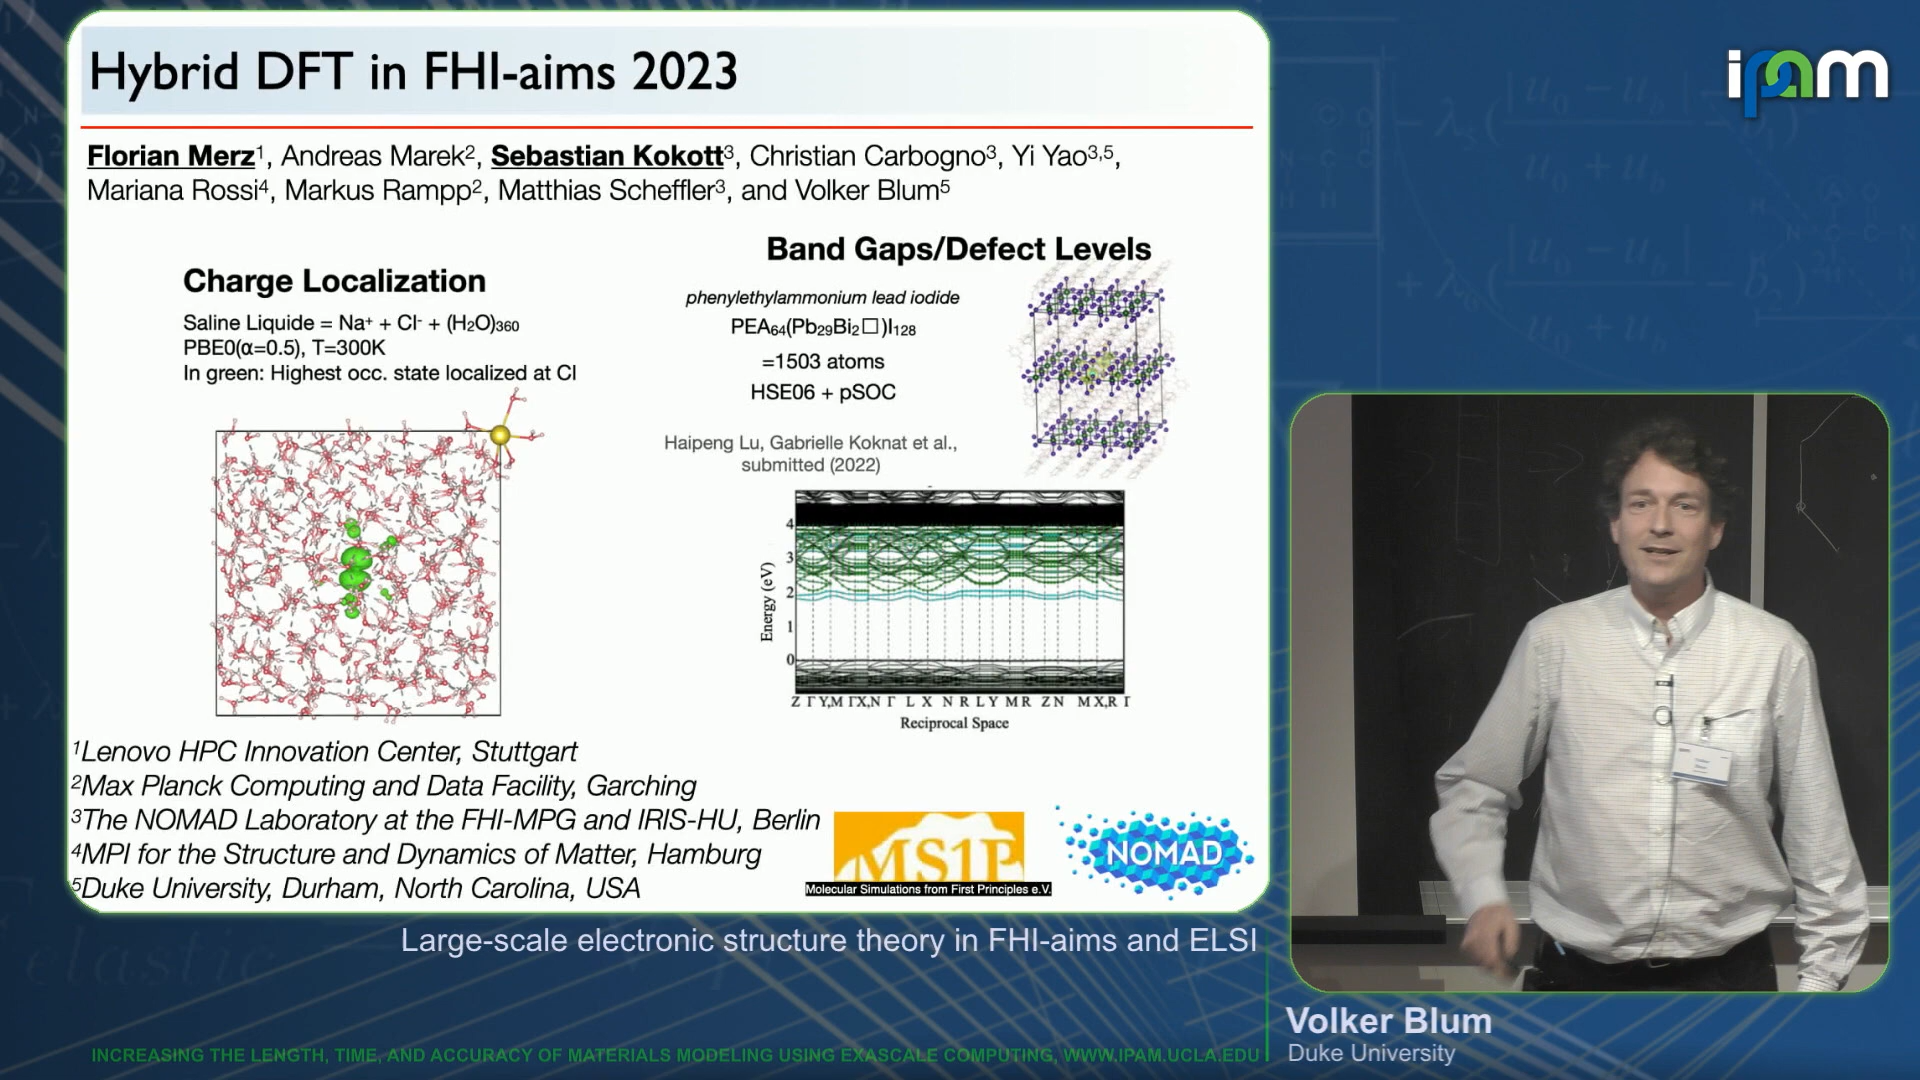 Hybrid DFT in FHI-aims 2023
ipam
Florian Merz¹, Andreas Marek², Sebastian Kokott³, Christian Carbogno³, Yi Yao³,⁵,
Mariana Rossi⁴, Markus Rampp², Matthias Scheffler³, and Volker Blum⁵
Charge Localization
Saline Liquide = Na⁺ + Cl⁻ + (H₂O)₃₆₀
PBE0(α=0.5), T=300K
In green: Highest occ. state localized at Cl
Band Gaps/Defect Levels
phenylethylammonium lead iodide
PEA₆₄(Pb₂₉Bi₂☐)I₁₂₈
=1503 atoms
HSE06 + pSOC
Haipeng Lu, Gabrielle Koknat et al.,
submitted (2022)
Energy (eV)
4
3
2
1
0
Z Γ Y,M Γ X,N Γ L X N R L Y M R Z N M X,R Γ
Reciprocal Space
¹Lenovo HPC Innovation Center, Stuttgart
²Max Planck Computing and Data Facility, Garching
³The NOMAD Laboratory at the FHI-MPG and IRIS-HU, Berlin
⁴MPI for the Structure and Dynamics of Matter, Hamburg
⁵Duke University, Durham, North Carolina, USA
MS1P
Molecular Simulations from First Principles e.V.
NOMAD
Large-scale electronic structure theory in FHI-aims and ELSI
Volker Blum
Duke University
INCREASING THE LENGTH, TIME, AND ACCURACY OF MATERIALS MODELING USING EXASCALE COMPUTING, WWW.IPAM.UCLA.EDU